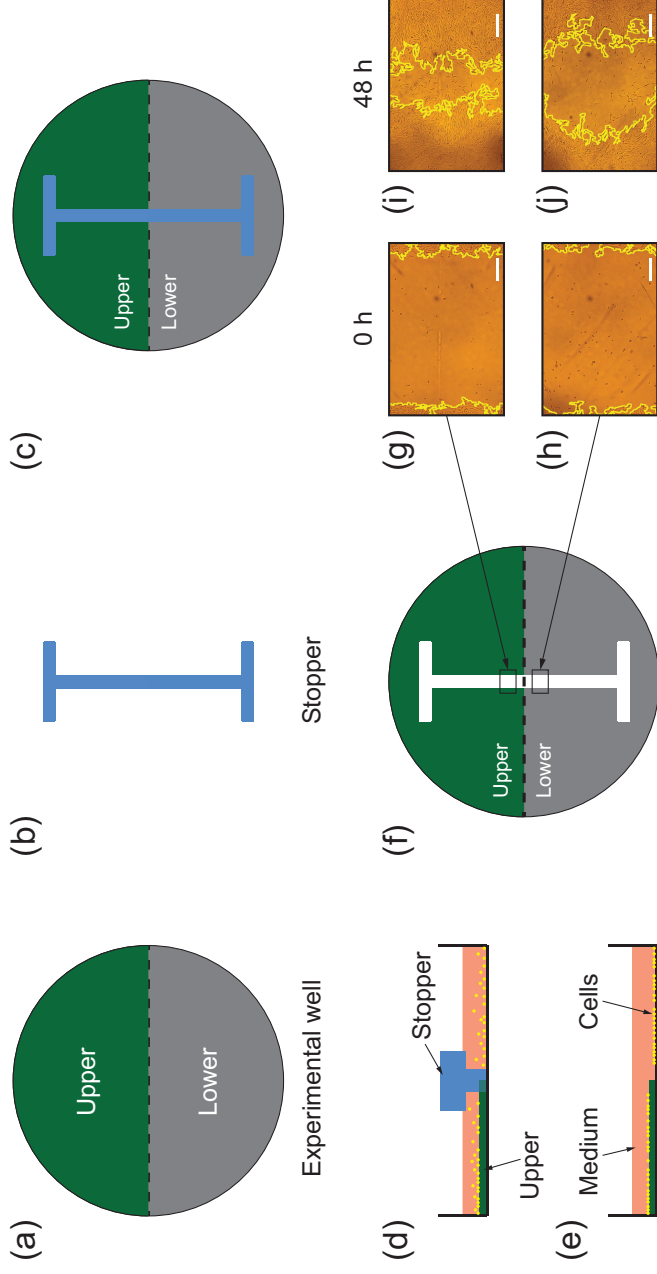 (a)
Upper
Lower
Experimental well
(b)
Stopper
(c)
Upper
Lower
(d)
Stopper
Upper
(e)
Medium
Cells
(f)
Upper
Lower
0 h
48 h
(g)
(h)
(i)
(j)